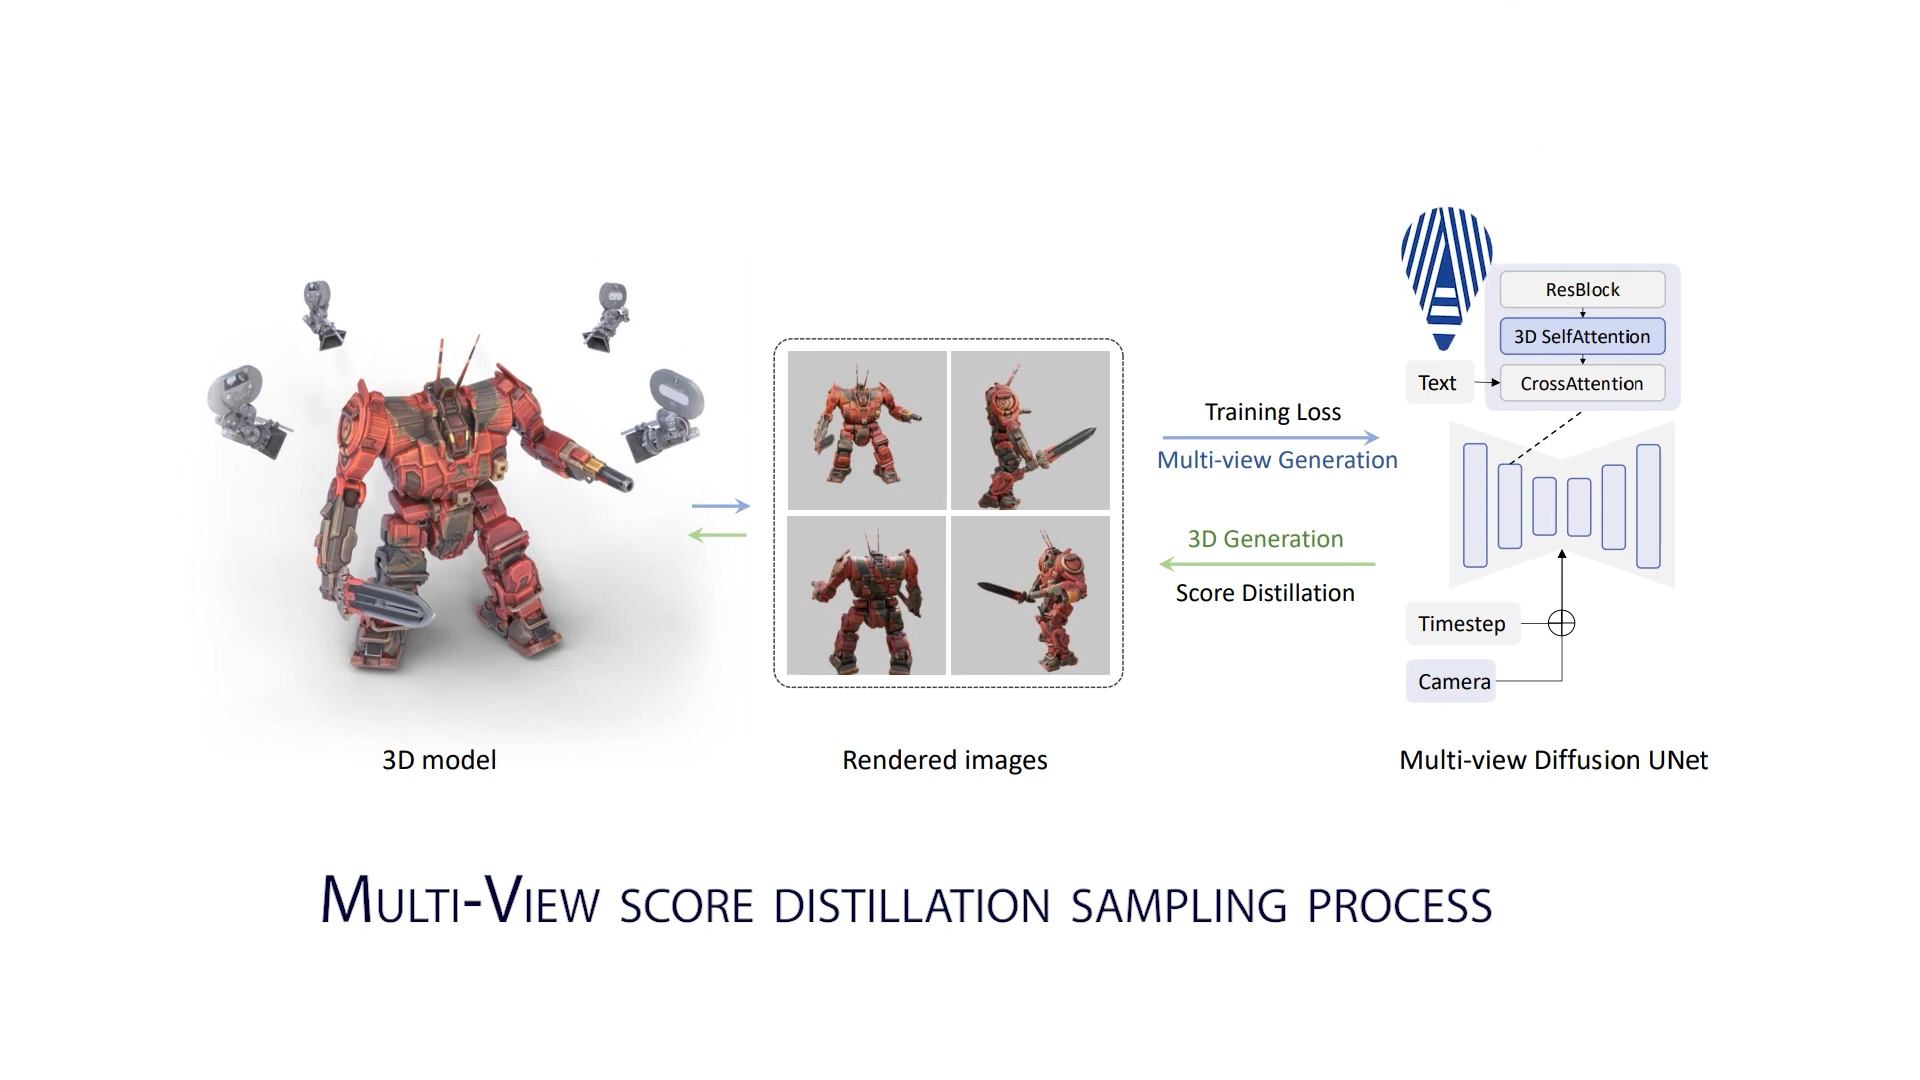 ResBlock
3D SelfAttention
Text
CrossAttention
Training Loss
Multi-view Generation
3D Generation
Score Distillation
Timestep
Camera
3D model
Rendered images
Multi-view Diffusion UNet
Multi-View score distillation sampling process